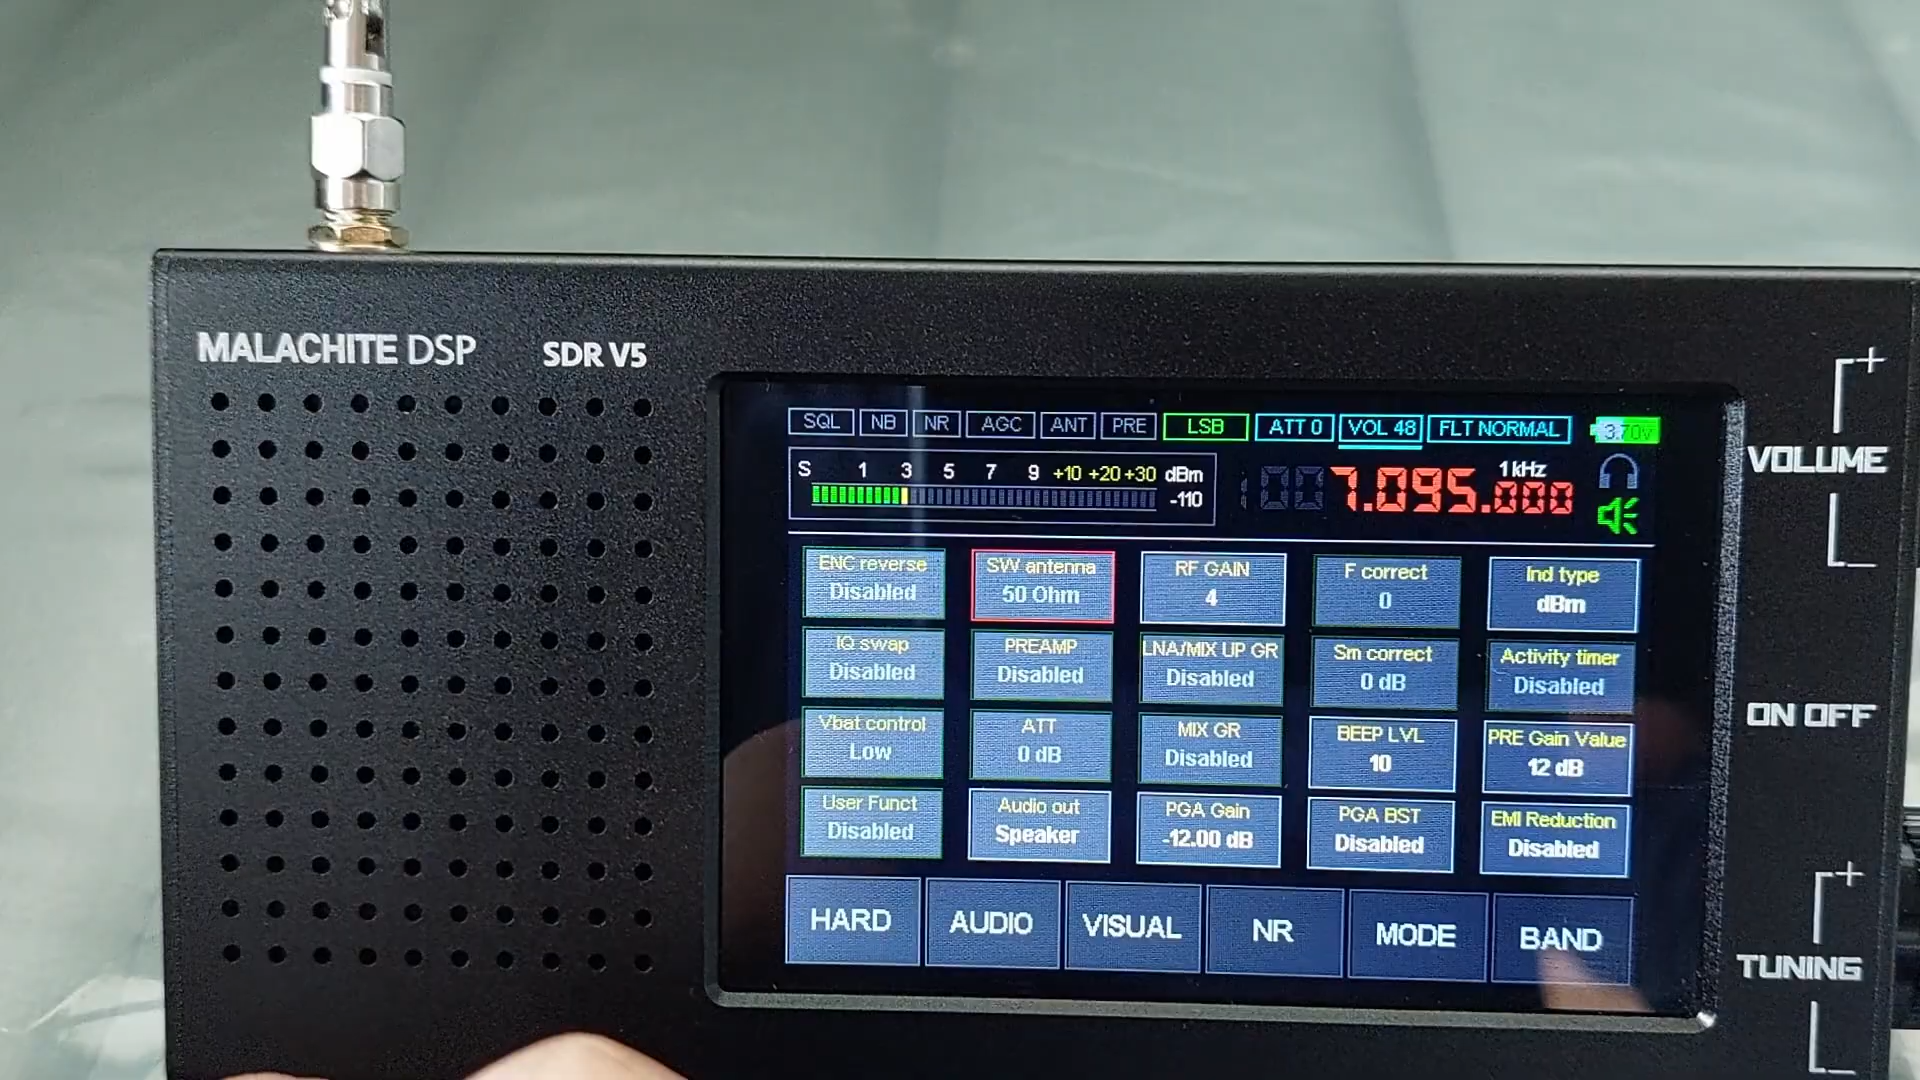 MALACHITE DSP SDR V5
SQL NB NR AGC ANT PRE LSB ATT 0 VOL 48 FLT NORMAL 3.70v
S 1 3 5 7 9 +10 +20 +30 dBm
-110
1kHz
7.095.000
ENC reverse
Disabled
SW antenna
50 Ohm
RF GAIN
4
F correct
0
Ind type
dBm
IQ swap
Disabled
PREAMP
Disabled
LNA/MIX UP GR
Disabled
Sm correct
0 dB
Activity timer
Disabled
Vbat control
Low
ATT
0 dB
MIX GR
Disabled
BEEP LVL
10
PRE Gain Value
12 dB
User Funct
Disabled
Audio out
Speaker
PGA Gain
-12.00 dB
PGA BST
Disabled
EMI Reduction
Disabled
HARD AUDIO VISUAL NR MODE BAND
+
VOLUME
-
ON OFF
+
TUNING
-